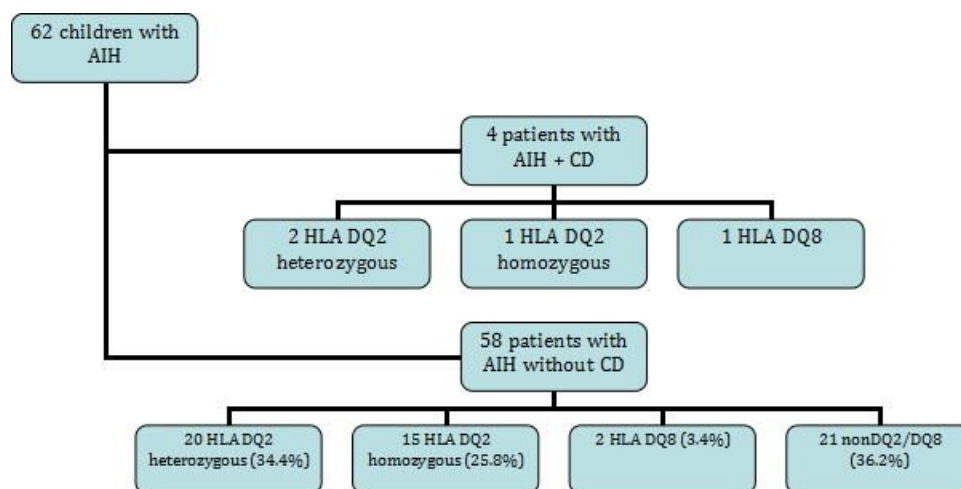 62 children with
AIH
4 patients with
AIH + CD
2 HLA DQ2
heterozygous
1 HLA DQ2
homozygous
1 HLA DQ8
58 patients with
AIH without CD
20 HLA DQ2
heterozygous (34.4%)
15 HLA DQ2
homozygous (25.8%)
2 HLA DQ8 (3.4%)
21 nonDQ2/DQ8
(36.2%)